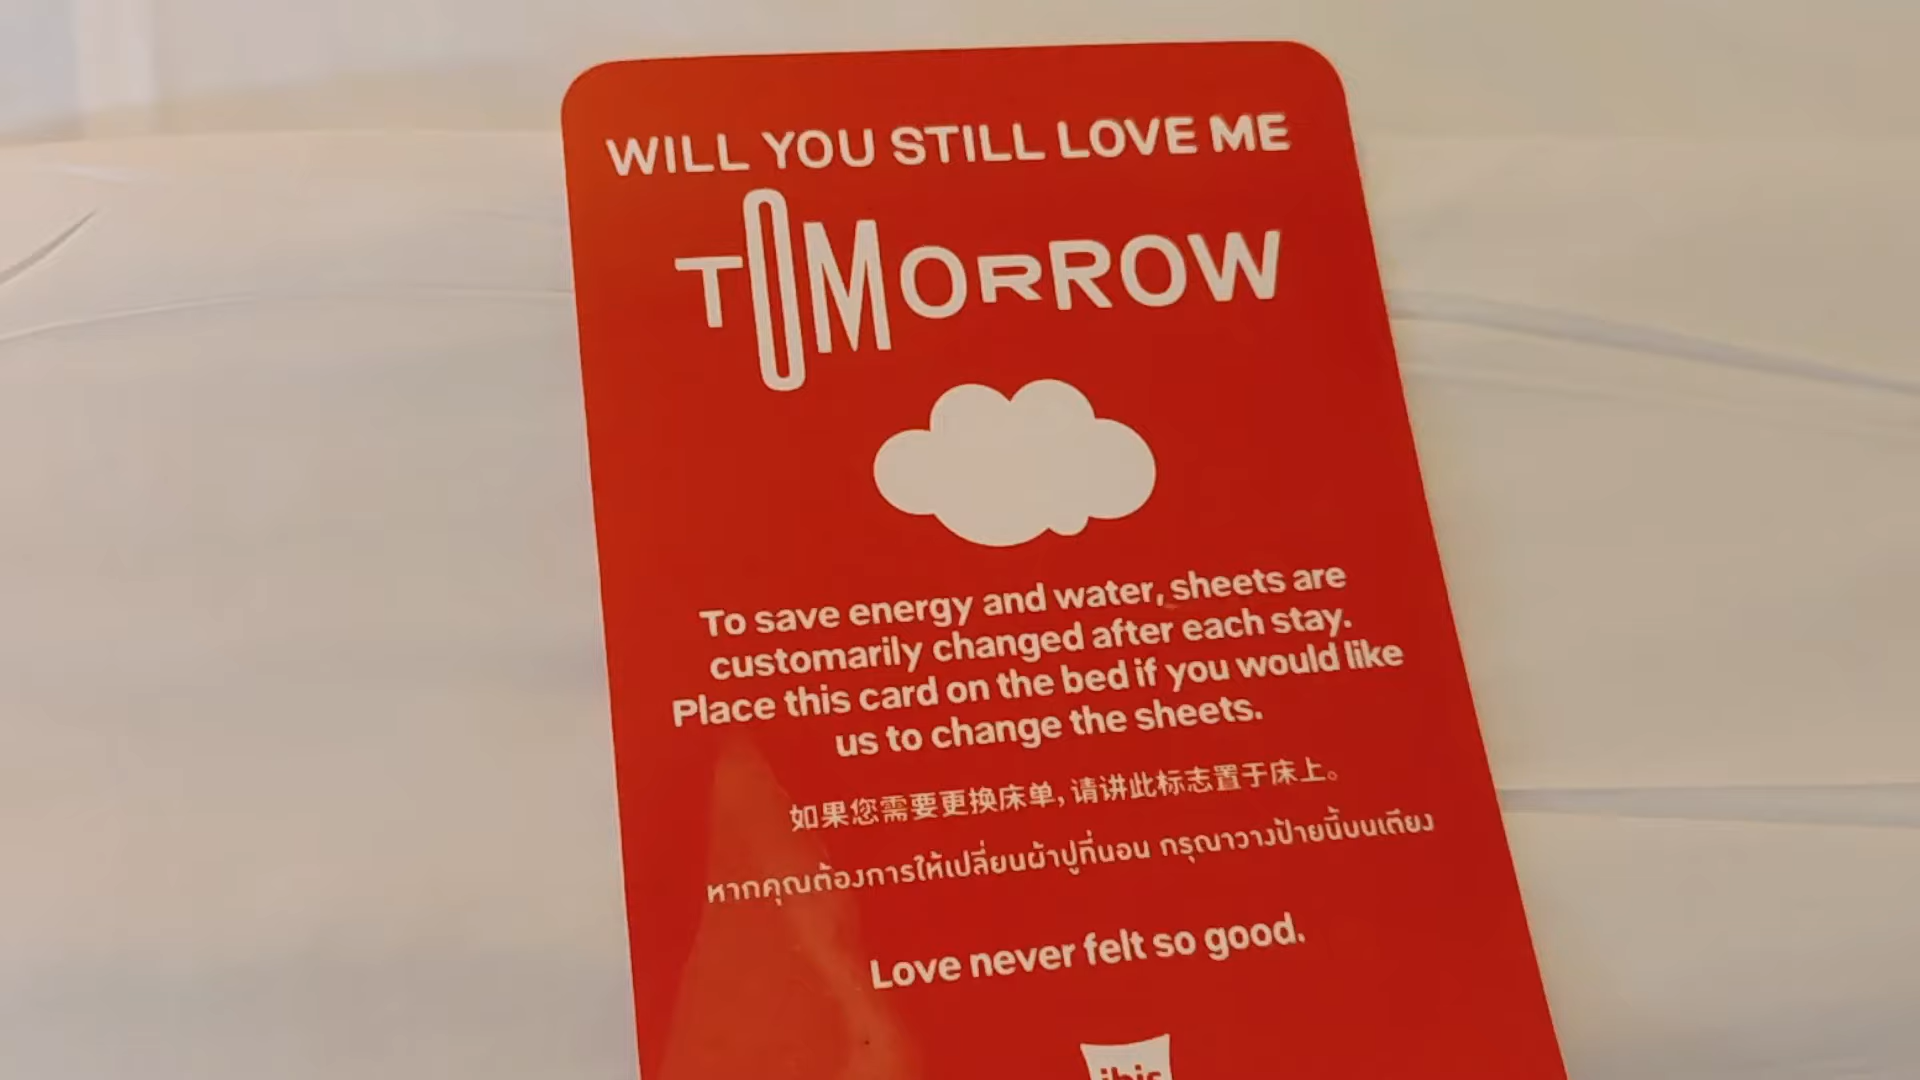 WILL YOU STILL LOVE ME
TOMORROW
To save energy and water, sheets are
customarily changed after each stay.
Place this card on the bed if you would like
us to change the sheets.
如果您需要更换床单,请讲此标志置于床上。
หากคุณต้องการให้เปลี่ยนผ้าปูที่นอน กรุณาวางป้ายนี้บนเตียง
Love never felt so good.
ibis